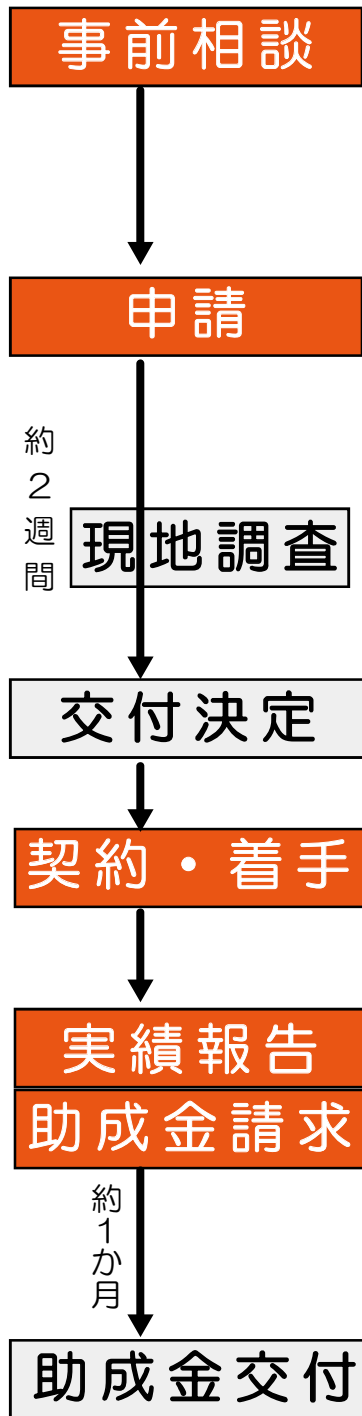 事前相談
申請
約2週間
現地調査
交付決定
契約・着手
実績報告
助成金請求
約1か月
助成金交付